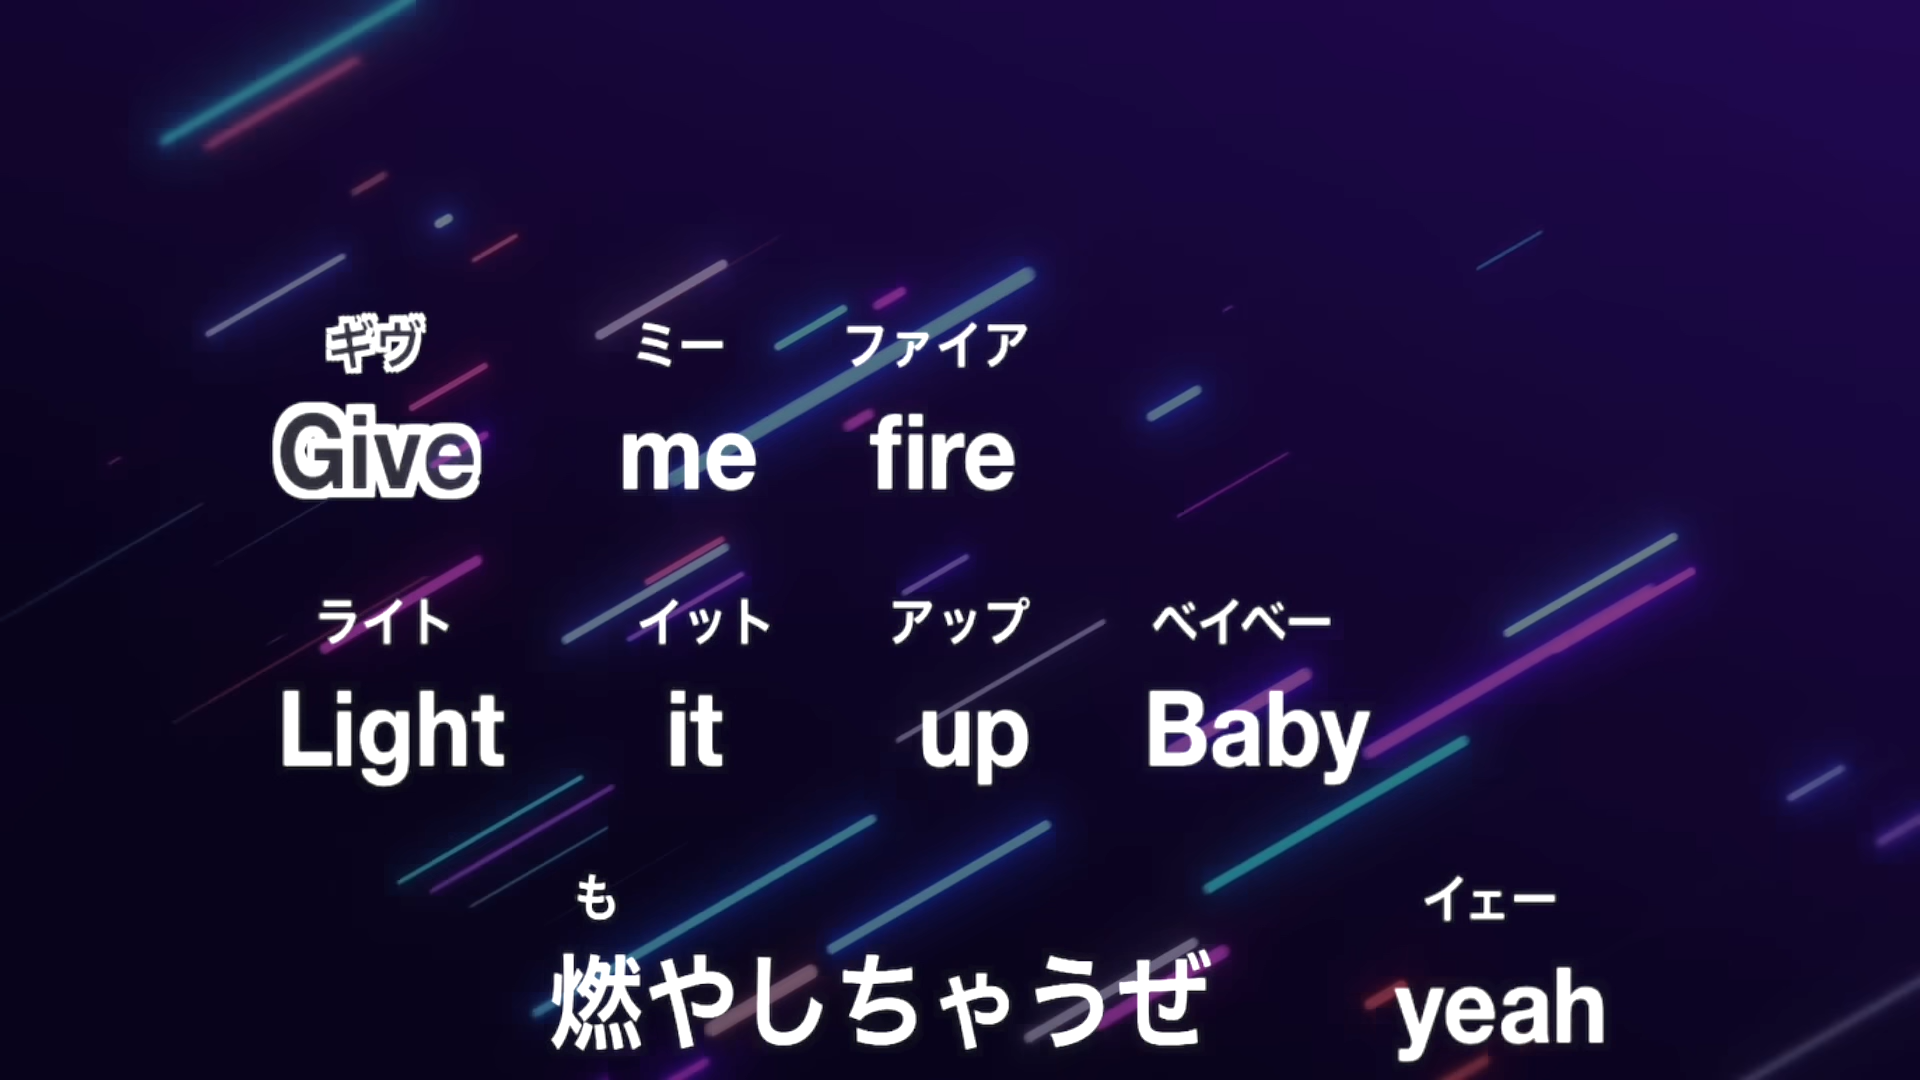 ギヴ ミー ファイア
Give me fire
ライト イット アップ ベイベー
Light it up Baby
も イェー
燃やしちゃうぜ yeah